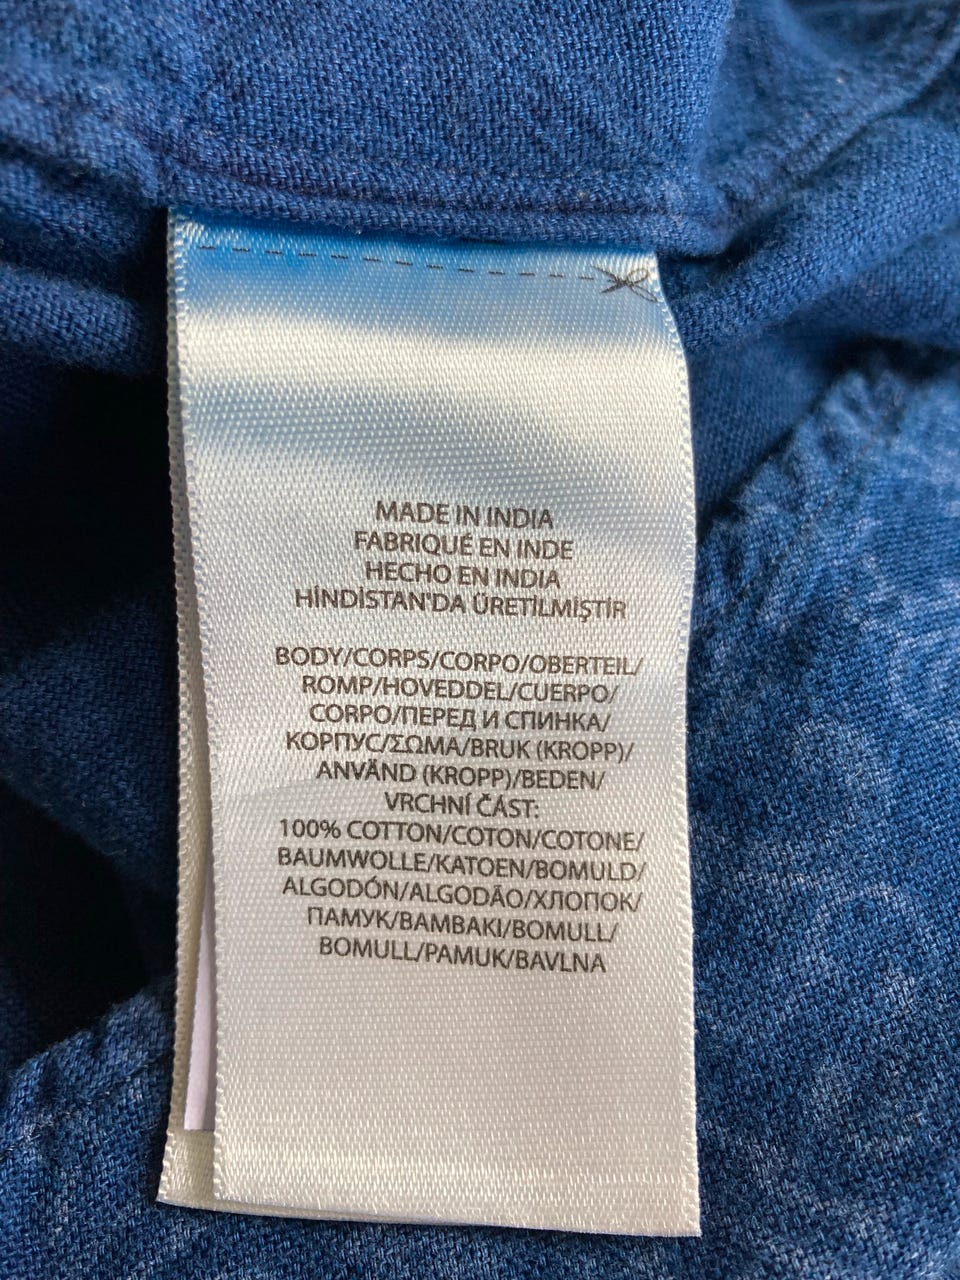 MADE IN INDIA
FABRIQUÉ EN INDE
HECHO EN INDIA
HİNDİSTAN'DA ÜRETİLMİŞTİR
BODY/CORPS/CORPO/OBERTEIL/
ROMP/HOVEDDEL/CUERPO/
CORPO/ПЕРЕД И СПИНКА/
КОРПУС/ΣΩΜΑ/BRUK (KROPP)/
ANVÄND (KROPP)/BEDEN/
VRCHNÍ ČÁST:
100% COTTON/COTON/COTONE/
BAUMWOLLE/KATOEN/BOMULD/
ALGODÓN/ALGODÃO/ХЛОПОК/
ПАМУК/ΒΑΜΒΑΚΙ/BOMULL/
BOMULL/PAMUK/BAVLNA